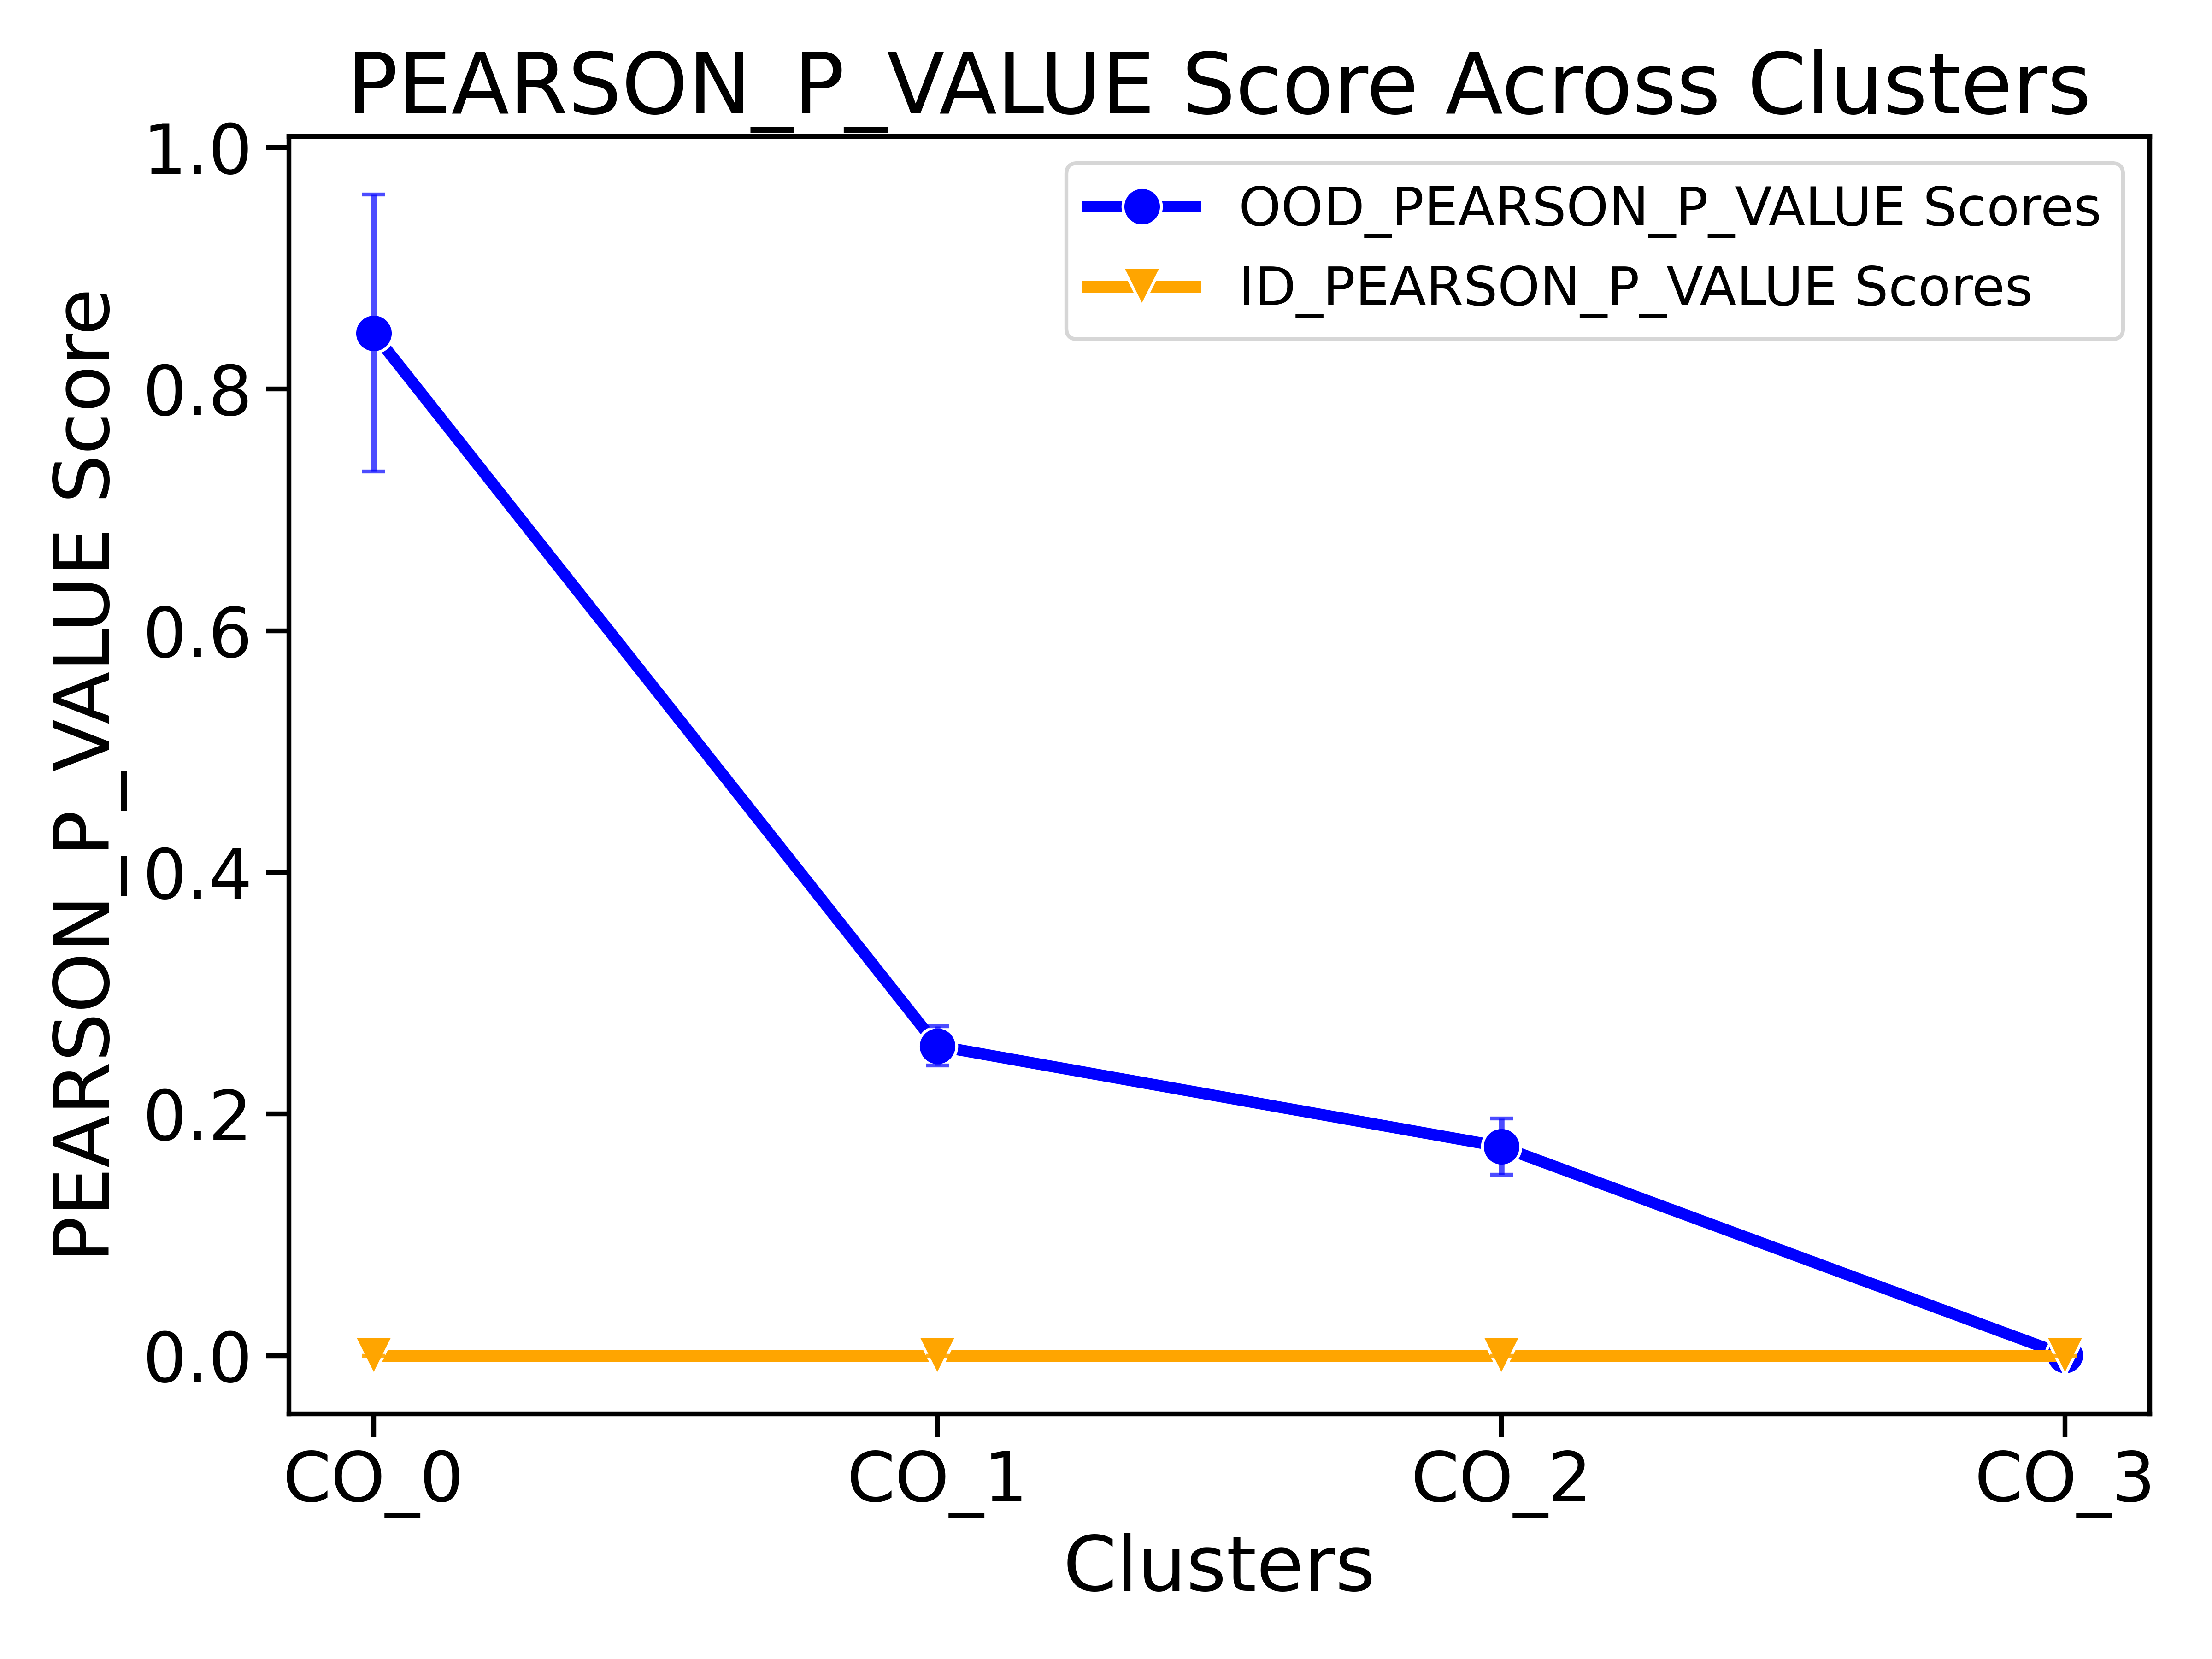 PEARSON_P_VALUE Score Across Clusters
OOD_PEARSON_P_VALUE Scores
ID_PEARSON_P_VALUE Scores
PEARSON_P_VALUE Score
1.0
0.8
0.6
0.4
0.2
0.0
CO_0
CO_1
CO_2
CO_3
Clusters